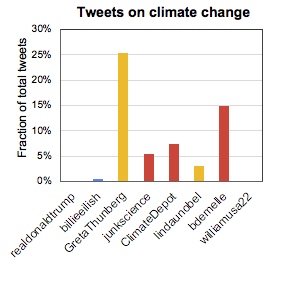 Tweets on climate change
Fraction of total tweets
30%
25%
20%
15%
10%
5%
0%
realdonaldtrump
billieeilish
GretaThunberg
junkscience
ClimateDepot
lindaunobel
bdemelle
williamusa22